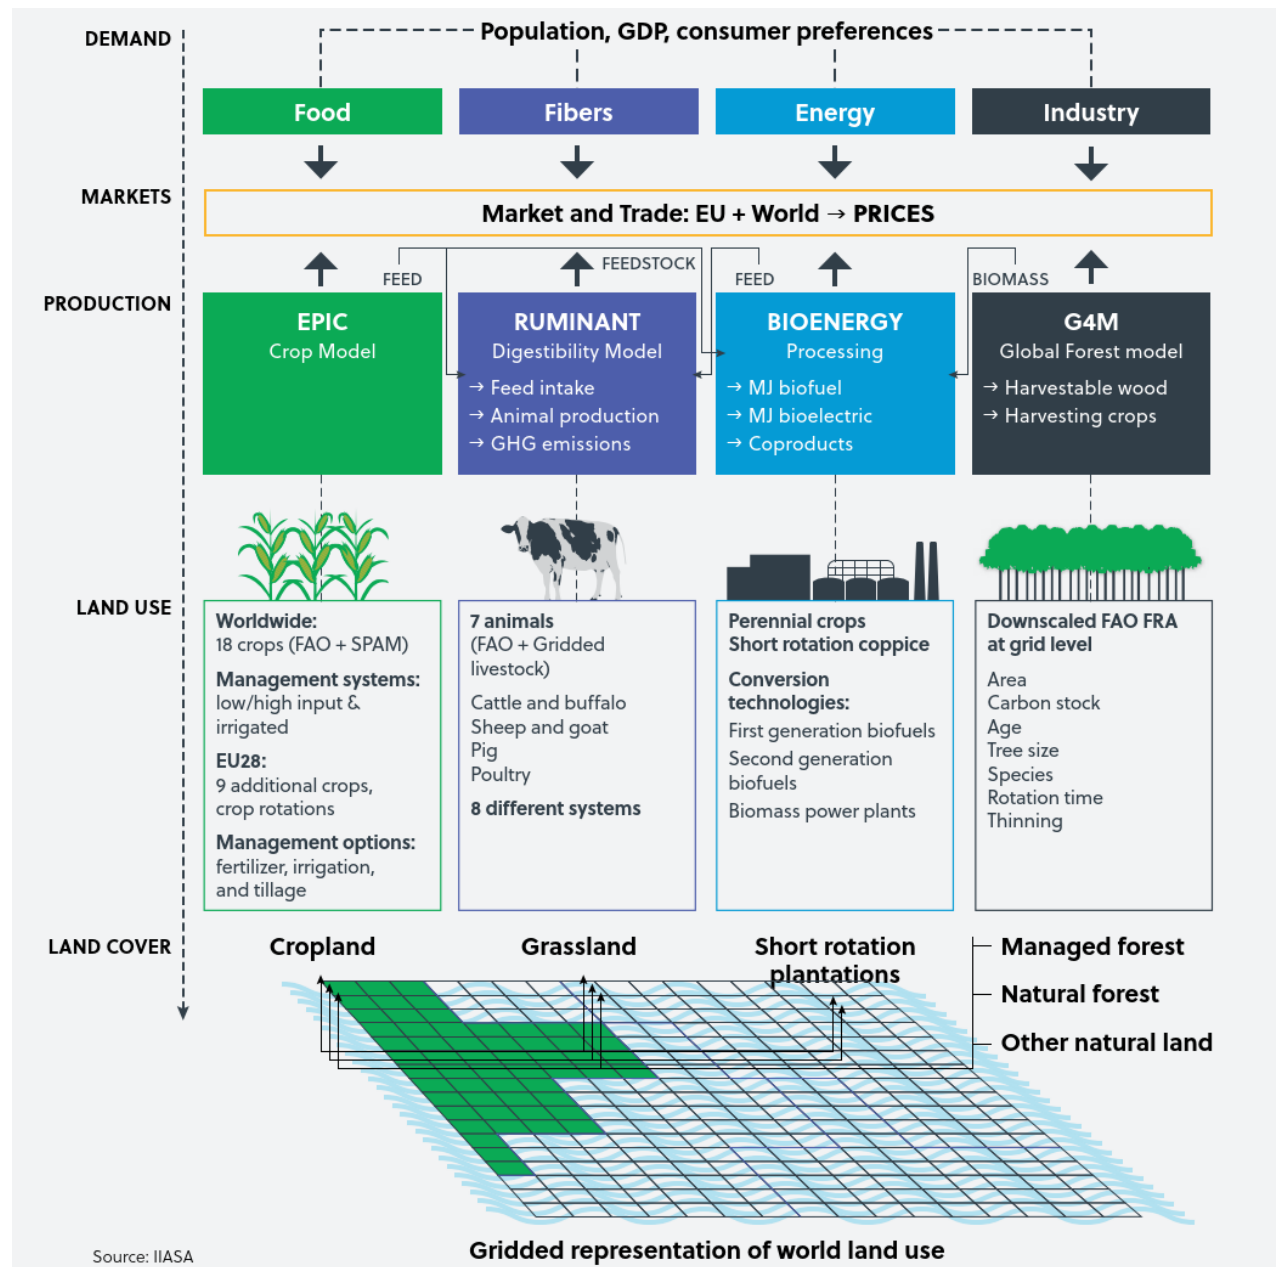 DEMAND
Population, GDP, consumer preferences
Food
Fibers
Energy
Industry
MARKETS
Market and Trade: EU + World → PRICES
FEED
FEEDSTOCK
FEED
BIOMASS
PRODUCTION
EPIC
Crop Model
RUMINANT
Digestibility Model
→ Feed intake
→ Animal production
→ GHG emissions
BIOENERGY
Processing
→ MJ biofuel
→ MJ bioelectric
→ Coproducts
G4M
Global Forest model
→ Harvestable wood
→ Harvesting crops
LAND USE
Worldwide:
18 crops (FAO + SPAM)
Management systems:
low/high input &
irrigated
EU28:
9 additional crops,
crop rotations
Management options:
fertilizer, irrigation,
and tillage
7 animals
(FAO + Gridded
livestock)
Cattle and buffalo
Sheep and goat
Pig
Poultry
8 different systems
Perennial crops
Short rotation coppice
Conversion
technologies:
First generation biofuels
Second generation
biofuels
Biomass power plants
Downscaled FAO FRA
at grid level
Area
Carbon stock
Age
Tree size
Species
Rotation time
Thinning
LAND COVER
Cropland
Grassland
Short rotation
plantations
Managed forest
Natural forest
Other natural land
Source: IIASA
Gridded representation of world land use